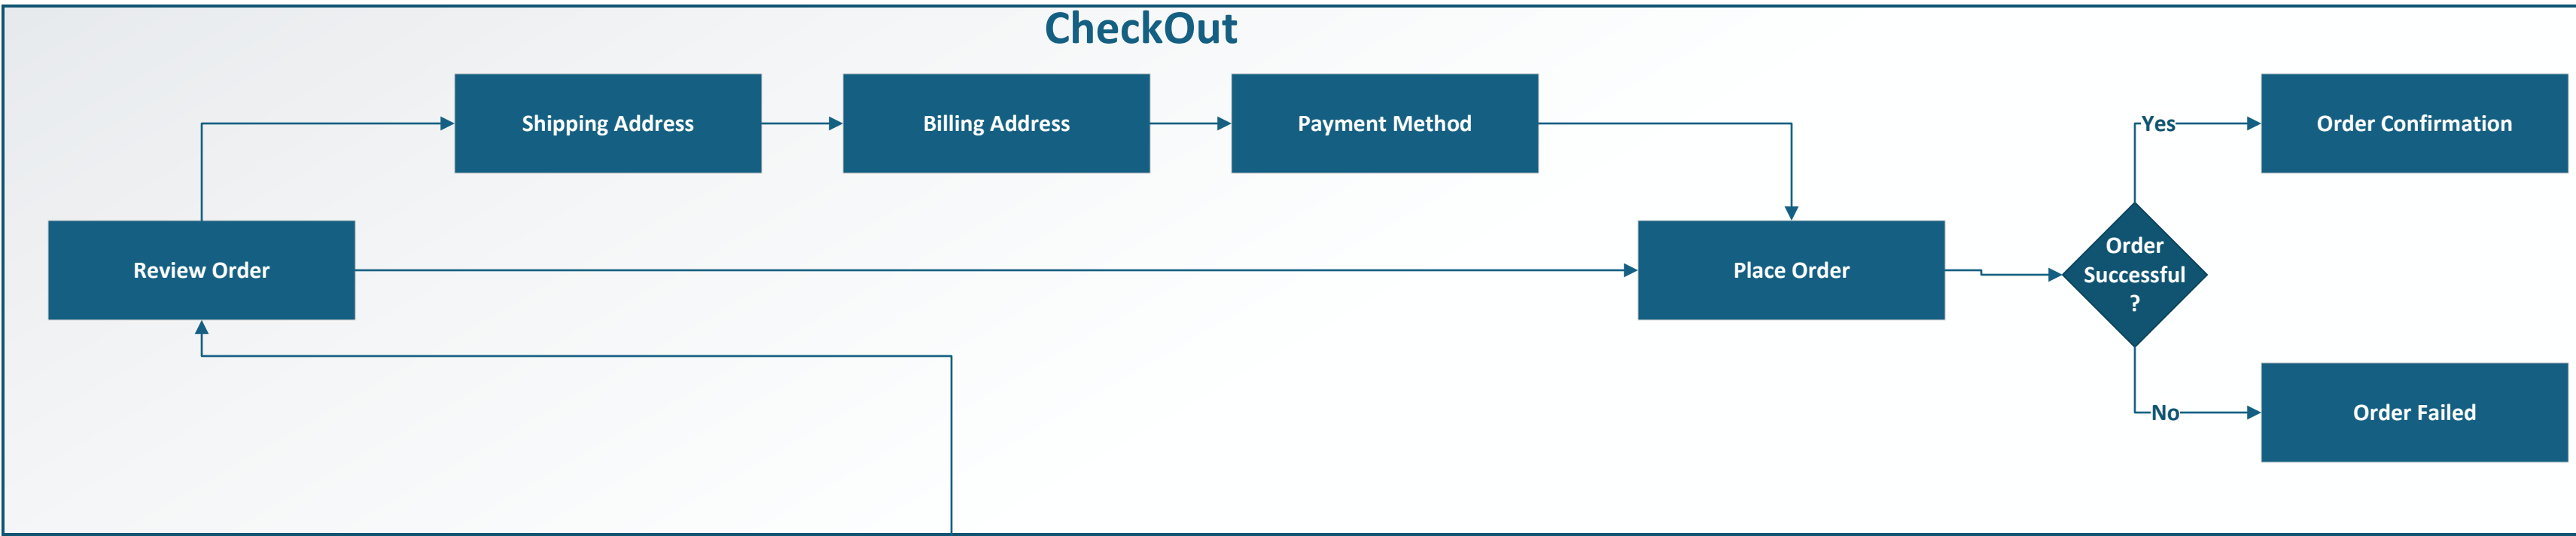 CheckOut
Shipping Address
Billing Address
Payment Method
Yes
Order Confirmation
Review Order
Place Order
Order
Successful
?
No
Order Failed